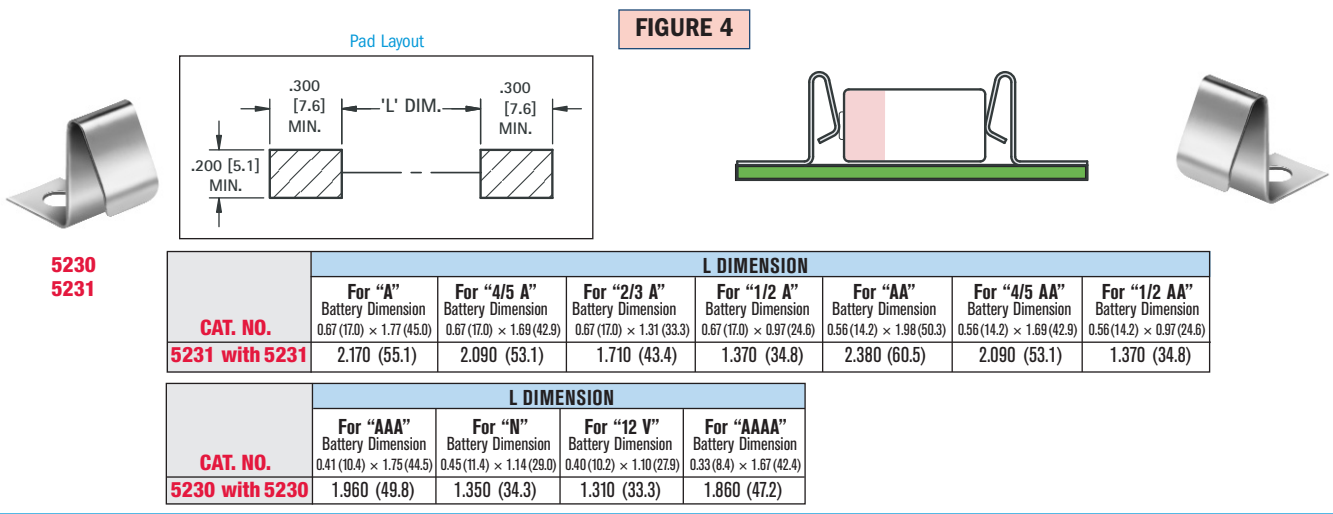 FIGURE 4
Pad Layout
.300
[7.6]
MIN.
'L' DIM.
.300
[7.6]
MIN.
.200 [5.1]
MIN.
5230
5231
L DIMENSION
CAT. NO.
For “A”
Battery Dimension
0.67 (17.0) × 1.77 (45.0)
For “4/5 A”
Battery Dimension
0.67 (17.0) × 1.69 (42.9)
For “2/3 A”
Battery Dimension
0.67 (17.0) × 1.31 (33.3)
For “1/2 A”
Battery Dimension
0.67 (17.0) × 0.97 (24.6)
For “AA”
Battery Dimension
0.56 (14.2) × 1.98 (50.3)
For “4/5 AA”
Battery Dimension
0.56 (14.2) × 1.69 (42.9)
For “1/2 AA”
Battery Dimension
0.56 (14.2) × 0.97 (24.6)
5231 with 5231 2.170 (55.1) 2.090 (53.1) 1.710 (43.4) 1.370 (34.8) 2.380 (60.5) 2.090 (53.1) 1.370 (34.8)
L DIMENSION
CAT. NO.
For “AAA”
Battery Dimension
0.41 (10.4) × 1.75 (44.5)
For “N”
Battery Dimension
0.45 (11.4) × 1.14 (29.0)
For “12 V”
Battery Dimension
0.40 (10.2) × 1.10 (27.9)
For “AAAA”
Battery Dimension
0.33 (8.4) × 1.67 (42.4)
5230 with 5230 1.960 (49.8) 1.350 (34.3) 1.310 (33.3) 1.860 (47.2)